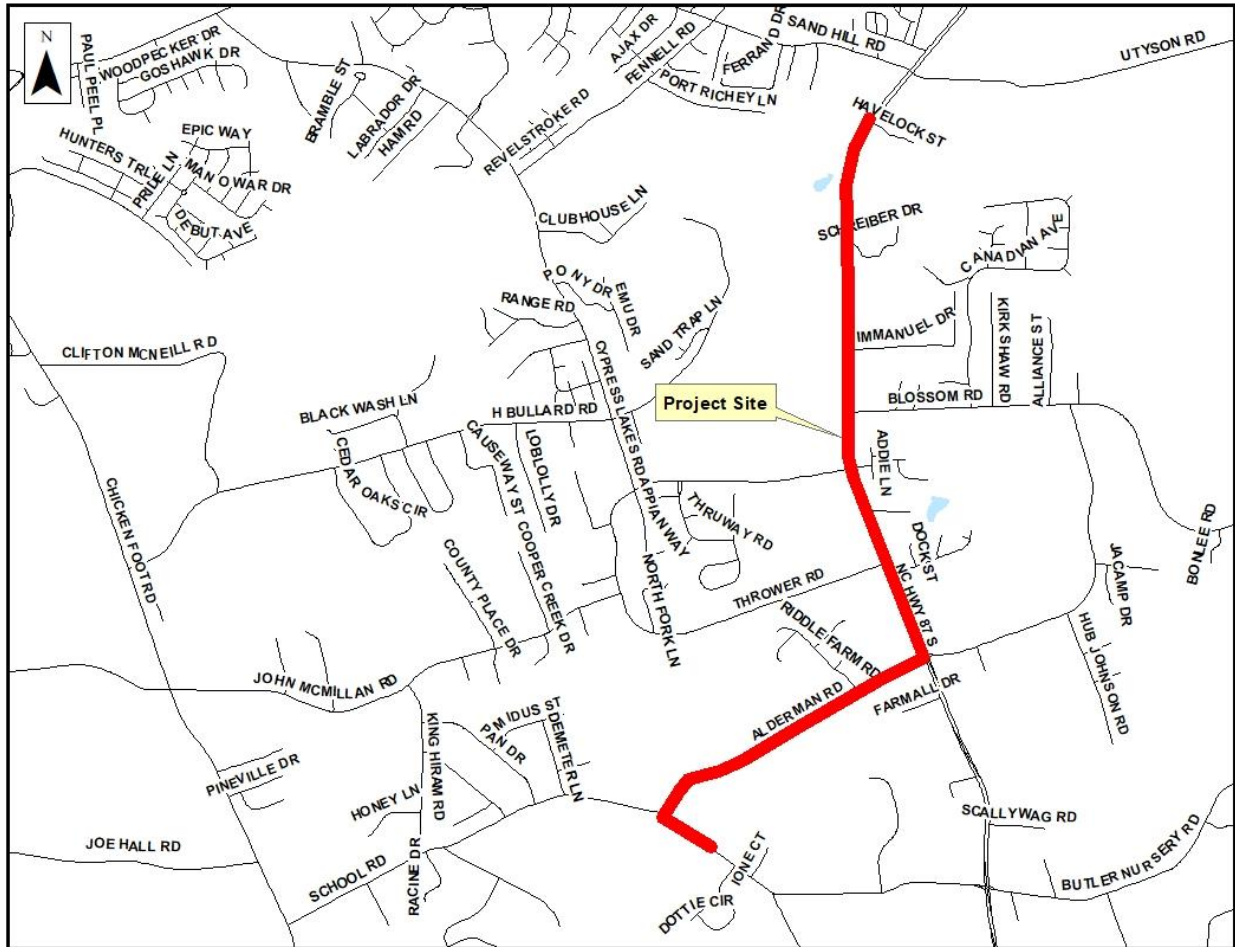 N
PAUL PEEL PL
WOODPECKER DR
GOSHAWK DR
BRAMBLE ST
LABRADOR DR
HAM RD
AJAX DR
FENNELL RD
FERRAND DR
SAND HILL RD
UTYSON RD
PORT RICHEY LN
REVELSTROKE RD
HAVELOCK ST
EPIC WAY
HUNTERS TRL
PRIDE LN
MAN O WAR DR
DEBUT AVE
CLUBHOUSE LN
SCHREIBER DR
CANADIAN AVE
PONY DR
EMU DR
RANGE RD
SAND TRAP LN
IMMANUEL DR
KIRKSHAW RD
ALLIANCE ST
CLIFTON MCNEILL RD
CYPRESS LAKES RD
BLACK WASH LN
H BULLARD RD
Project Site
BLOSSOM RD
CEDAR OAKS CIR
CAUSEWAY ST
LOBLOLLY DR
ADDIE LN
CHICKEN FOOT RD
APPIAN WAY
THRUWAY RD
COOPER CREEK DR
COUNTY PLACE DR
NORTH FORK LN
THROWER RD
DOCK ST
NC HWY 87 S
BONLEE RD
JACAMP DR
RIDDLE FARM RD
HUB JOHNSON RD
JOHN MCMILLAN RD
ALDERMAN RD
FARMALL DR
KING HIRAM RD
P MIDUS ST
PAN DR
DEMETER LN
PINEVILLE DR
HONEY LN
SCALLYWAG RD
JOE HALL RD
SCHOOL RD
RACINE DR
IONE CT
DOTTIE CIR
BUTLER NURSERY RD